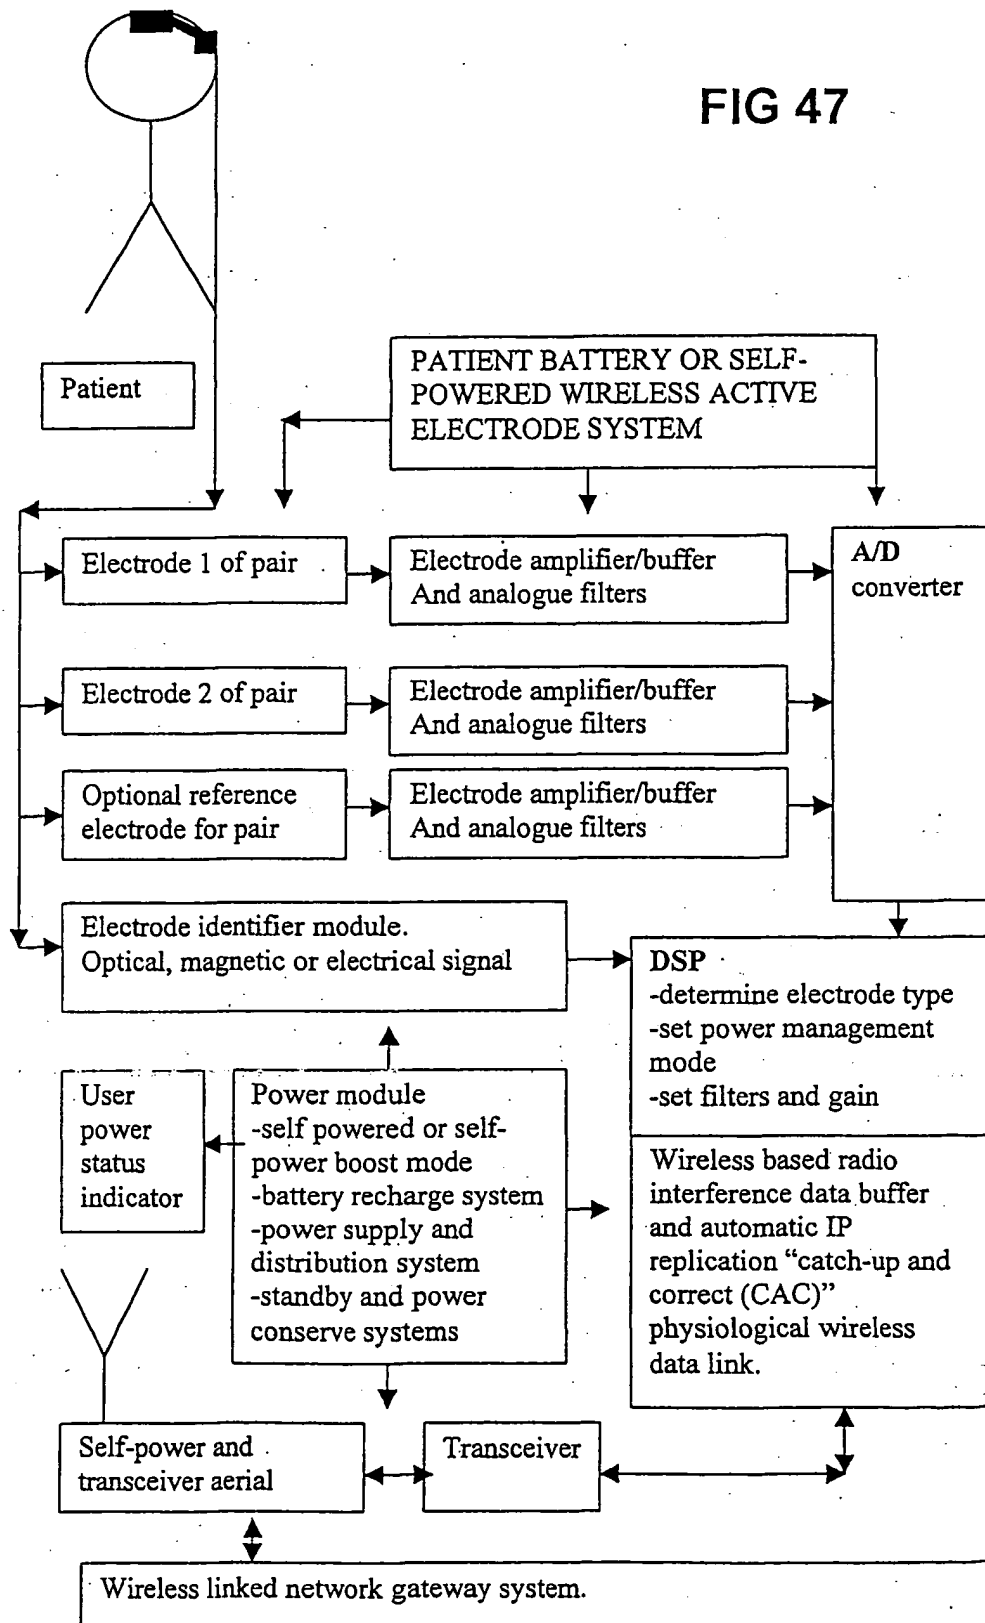 FIG 47
Patient
PATIENT BATTERY OR SELF-
POWERED WIRELESS ACTIVE
ELECTRODE SYSTEM
Electrode 1 of pair
Electrode amplifier/buffer
And analogue filters
A/D
converter
Electrode 2 of pair
Electrode amplifier/buffer
And analogue filters
Optional reference
electrode for pair
Electrode amplifier/buffer
And analogue filters
Electrode identifier module.
Optical, magnetic or electrical signal
DSP
-determine electrode type
-set power management
mode
-set filters and gain
User
power
status
indicator
Power module
-self powered or self-
power boost mode
-battery recharge system
-power supply and
distribution system
-standby and power
conserve systems
Wireless based radio
interference data buffer
and automatic IP
replication “catch-up and
correct (CAC)”
physiological wireless
data link.
Self-power and
transceiver aerial
Transceiver
Wireless linked network gateway system.